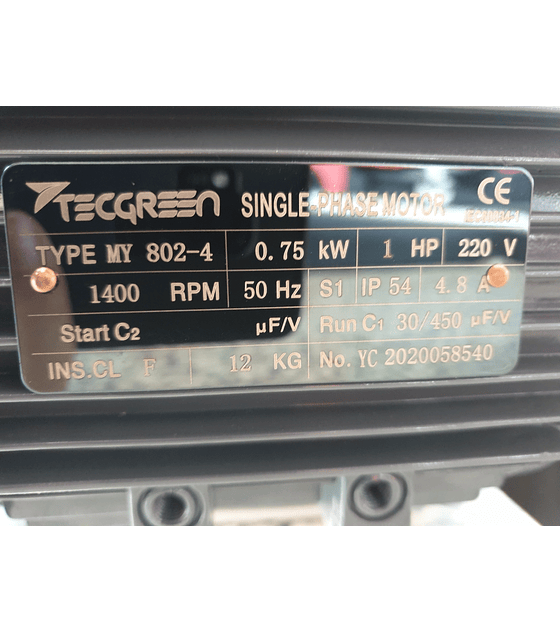 TECGREEN SINGLE-PHASE MOTOR CE
IEC60034-1
TYPE MY 802-4 0.75 kW 1 HP 220 V
1400 RPM 50 Hz S1 IP 54 4.8 A
Start C2 μF/V Run C1 30/450 μF/V
INS.CL F 12 KG No. YC 2020058540